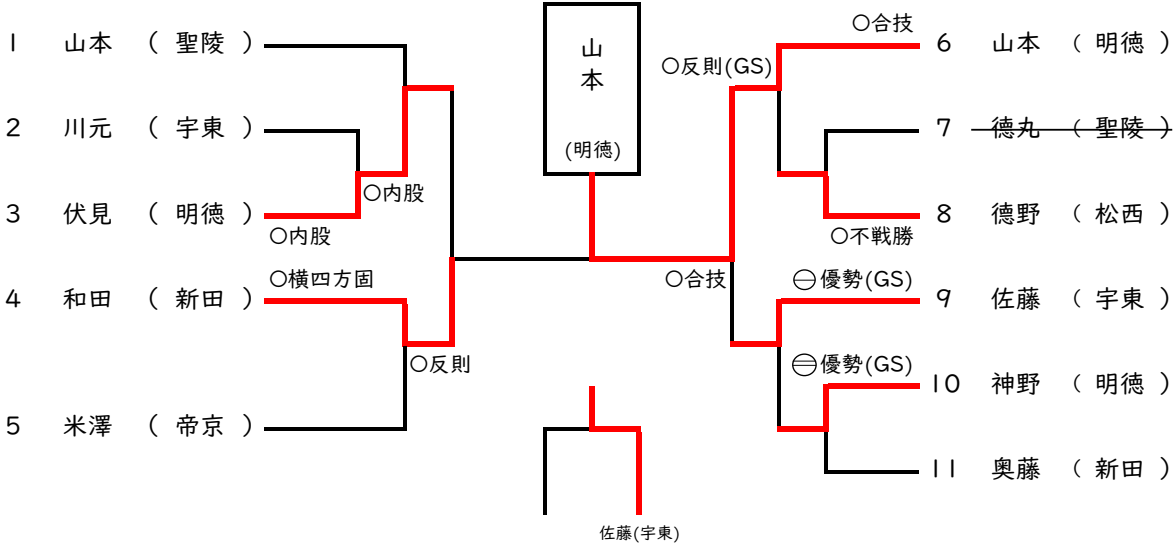 1 山本 ( 聖陵 )
2 川元 ( 宇東 )
3 伏見 ( 明徳 )
4 和田 ( 新田 )
5 米澤 ( 帝京 )
○内股
○内股
○横四方固
○反則
山本
(明徳)
○合技
佐藤(宇東)
○合技
○反則(GS)
6 山本 ( 明徳 )
7 徳丸 ( 聖陵 )
8 徳野 ( 松西 )
○不戦勝
○優勢(GS)
9 佐藤 ( 宇東 )
○優勢(GS)
10 神野 ( 明徳 )
11 奥藤 ( 新田 )